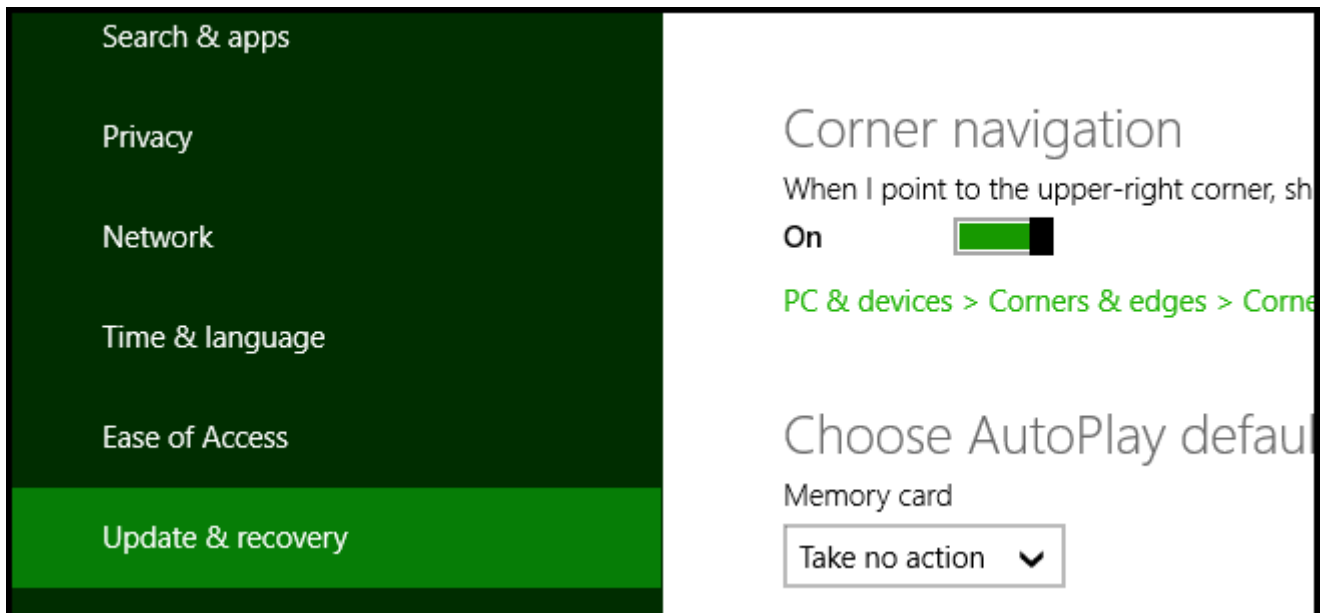 Search & apps
Privacy
Network
Time & language
Ease of Access
Update & recovery
Corner navigation
When I point to the upper-right corner, sh
On
PC & devices > Corners & edges > Corne
Choose AutoPlay defaul
Memory card
Take no action